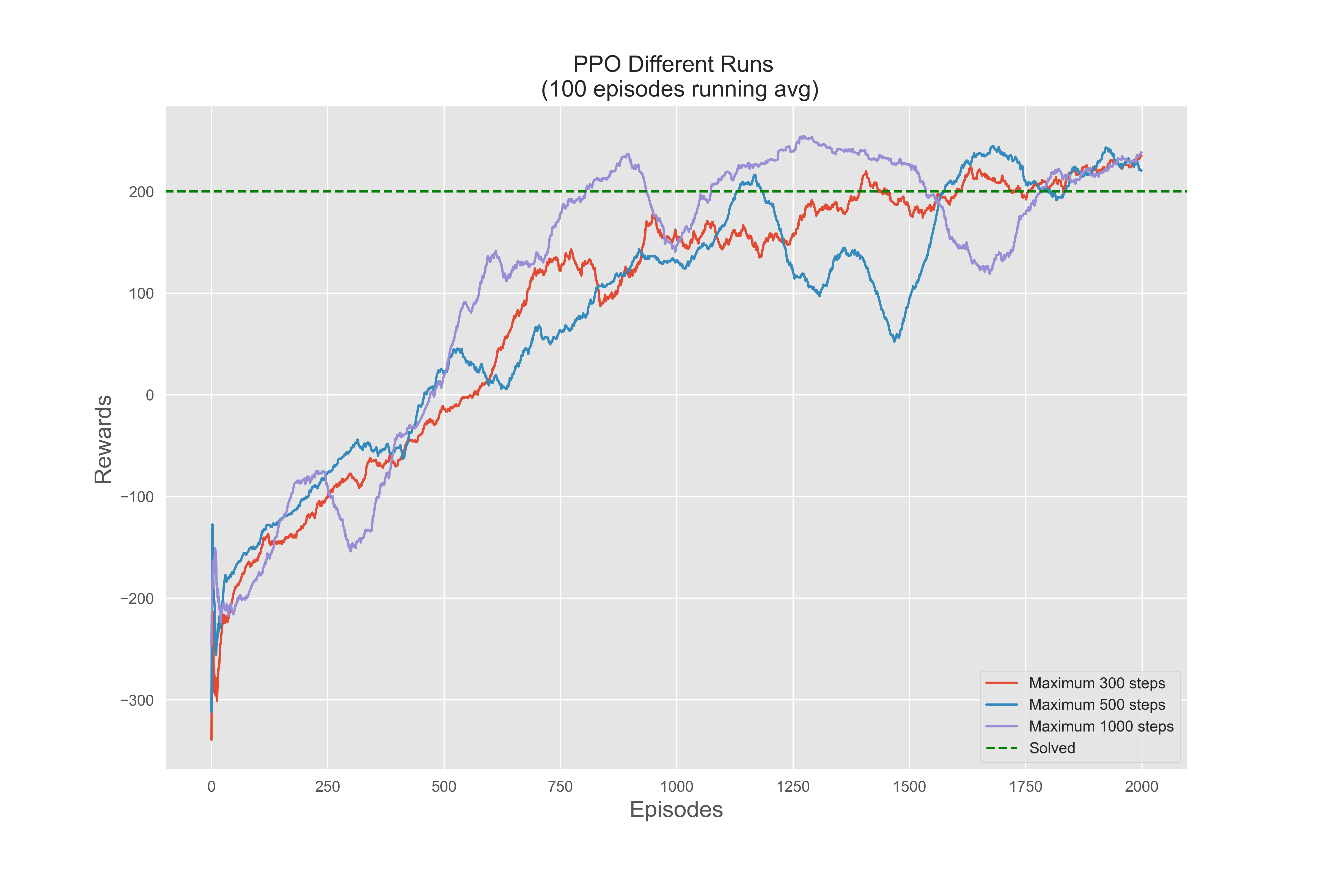 PPO Different Runs
(100 episodes running avg)
200
100
0
−100
−200
−300
Rewards
0
250
500
750
1000
1250
1500
1750
2000
Episodes
Maximum 300 steps
Maximum 500 steps
Maximum 1000 steps
Solved